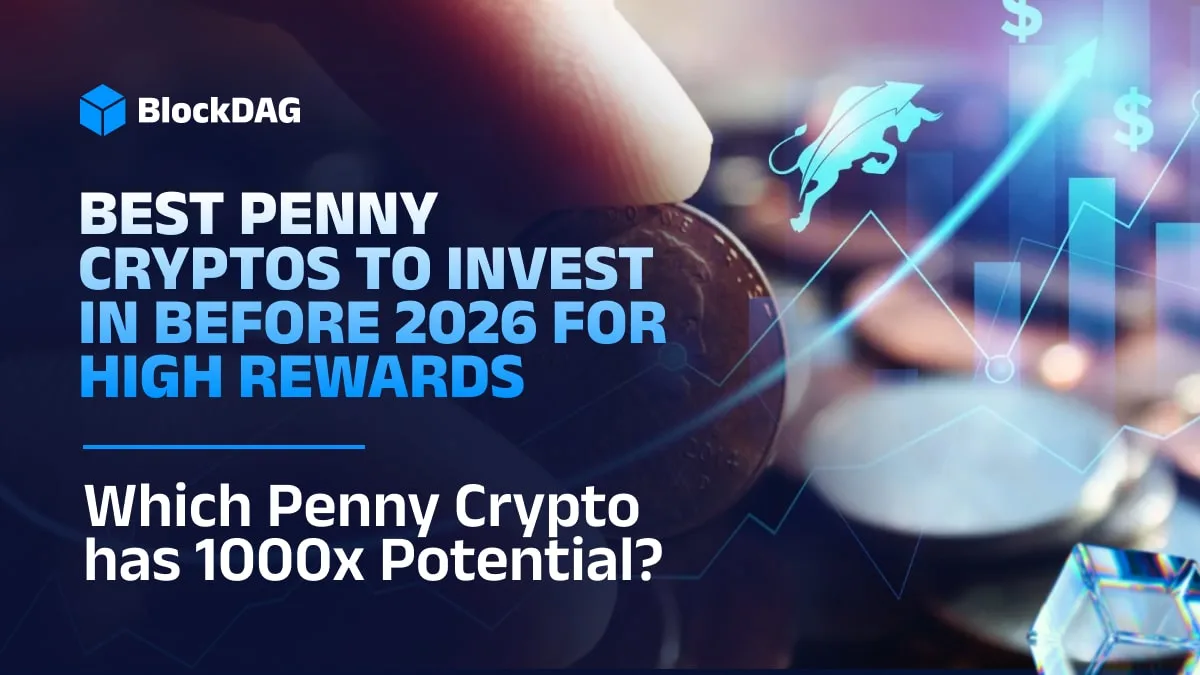 $
$
BlockDAG
BEST PENNY
CRYPTOS TO INVEST
IN BEFORE 2026 FOR
HIGH REWARDS
Which Penny Crypto
has 1000x Potential?